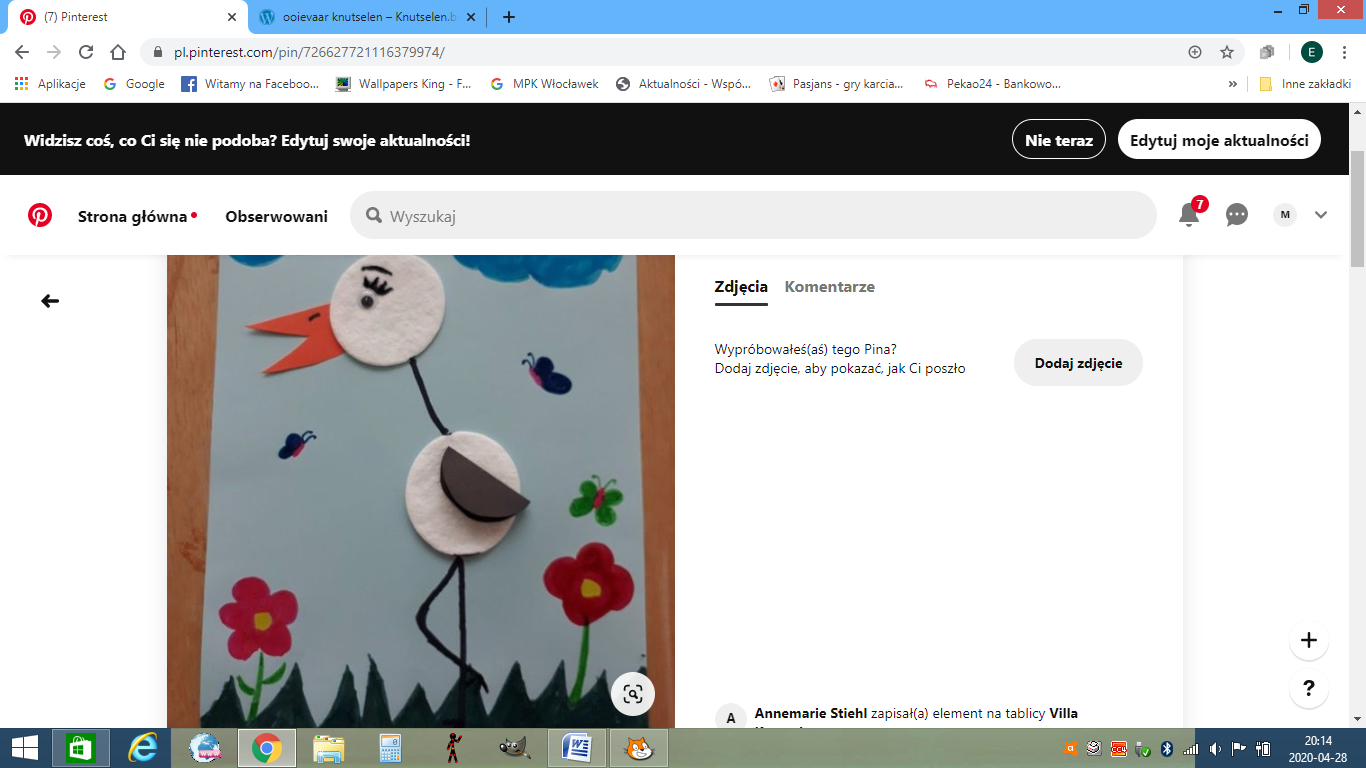 (7) Pinterest
ooievaar knutselen – Knutselen.b
pl.pinterest.com/pin/726627721116379974/
E
Aplikacje
Google
Witamy na Faceboo...
Wallpapers King - F...
MPK Włocławek
Aktualności - Wspó...
Pasjans - gry karcia...
Pekao24 - Bankowo...
»
Inne zakładki
Widzisz coś, co Ci się nie podoba? Edytuj swoje aktualności!
Nie teraz
Edytuj moje aktualności
Strona główna
Obserwowani
Wyszukaj
7
M
Zdjęcia
Komentarze
Wypróbowałeś(aś) tego Pina?
Dodaj zdjęcie, aby pokazać, jak Ci poszło
Dodaj zdjęcie
+
?
A
Annemarie Stiehl zapisał(a) element na tablicy Villa
20:14
2020-04-28